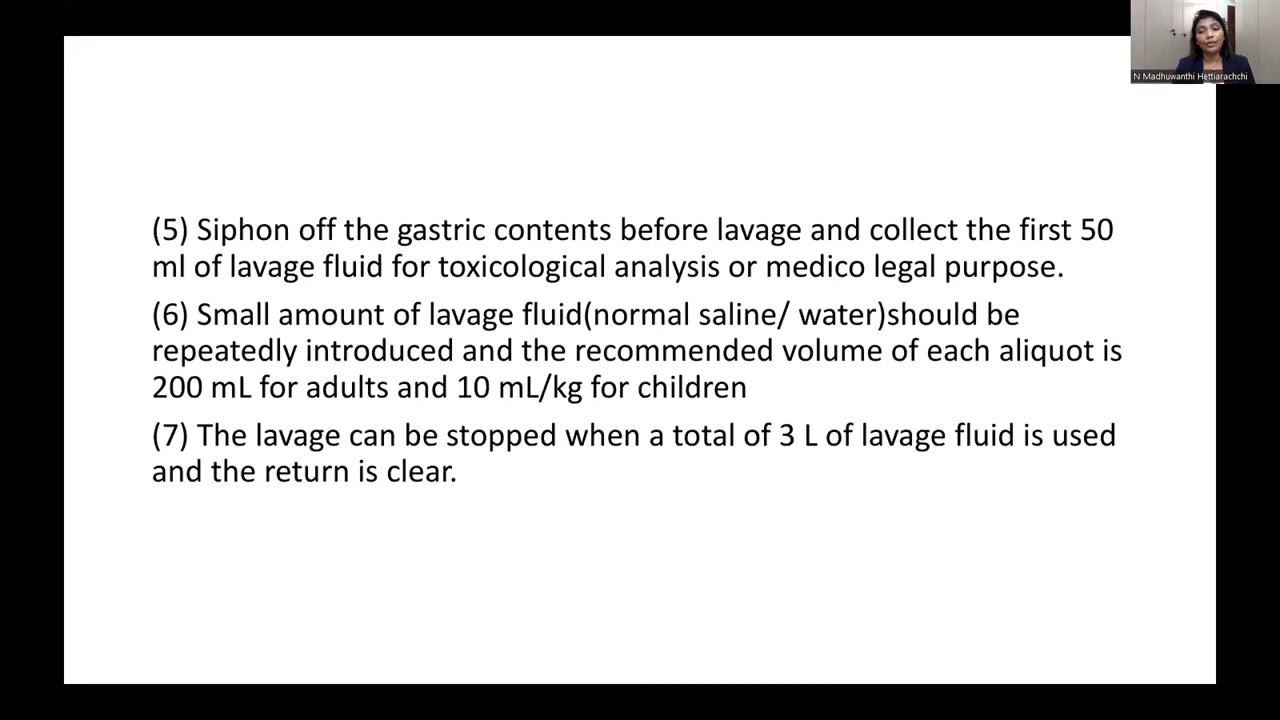 N Madhuwanthi Hettiarachchi
(5) Siphon off the gastric contents before lavage and collect the first 50
ml of lavage fluid for toxicological analysis or medico legal purpose.
(6) Small amount of lavage fluid(normal saline/ water)should be
repeatedly introduced and the recommended volume of each aliquot is
200 mL for adults and 10 mL/kg for children
(7) The lavage can be stopped when a total of 3 L of lavage fluid is used
and the return is clear.